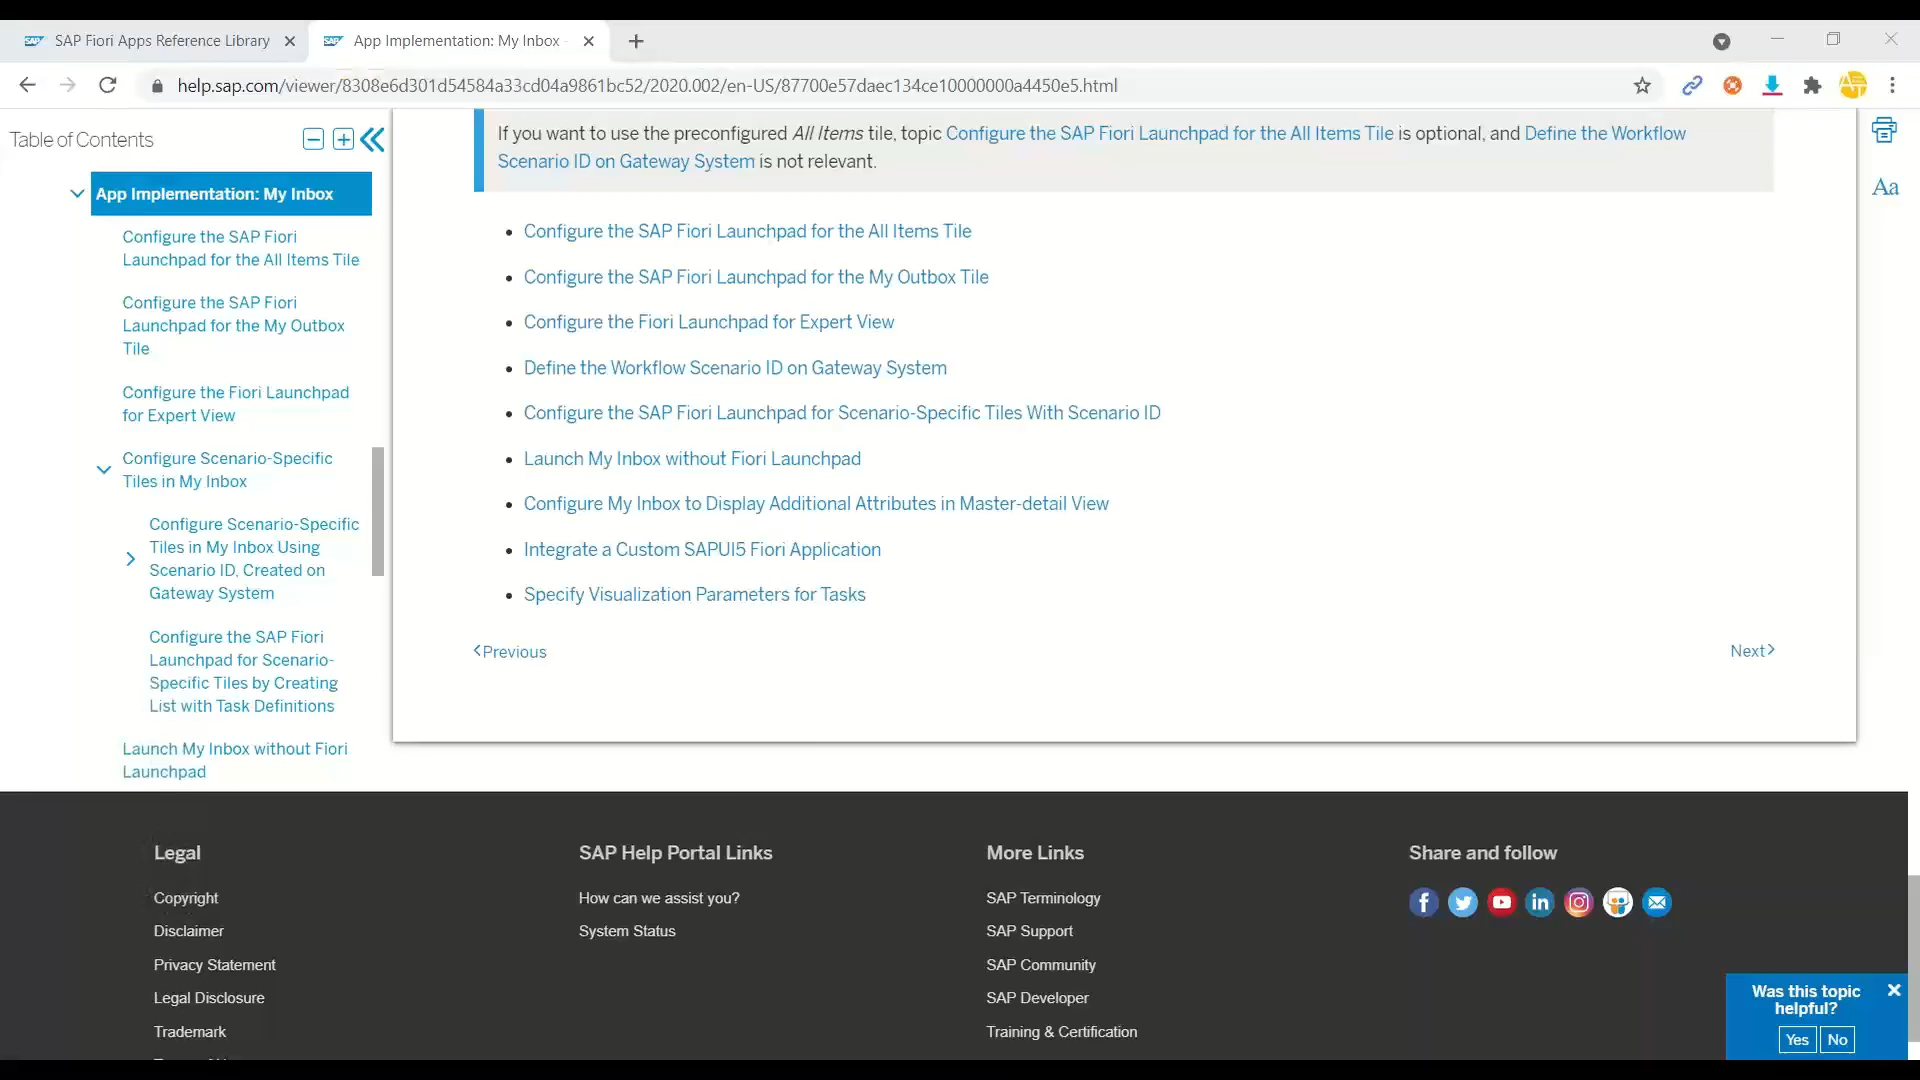 SAP Fiori Apps Reference Library
App Implementation: My Inbox -
help.sap.com/viewer/8308e6d301d54584a33cd04a9861bc52/2020.002/en-US/87700e57daec134ce10000000a4450e5.html
Table of Contents
App Implementation: My Inbox
Configure the SAP Fiori
Launchpad for the All Items Tile
Configure the SAP Fiori
Launchpad for the My Outbox
Tile
Configure the Fiori Launchpad
for Expert View
Configure Scenario-Specific
Tiles in My Inbox
Configure Scenario-Specific
Tiles in My Inbox Using
Scenario ID, Created on
Gateway System
Configure the SAP Fiori
Launchpad for Scenario-
Specific Tiles by Creating
List with Task Definitions
Launch My Inbox without Fiori
Launchpad
If you want to use the preconfigured All Items tile, topic Configure the SAP Fiori Launchpad for the All Items Tile is optional, and Define the Workflow
Scenario ID on Gateway System is not relevant.
• Configure the SAP Fiori Launchpad for the All Items Tile
• Configure the SAP Fiori Launchpad for the My Outbox Tile
• Configure the Fiori Launchpad for Expert View
• Define the Workflow Scenario ID on Gateway System
• Configure the SAP Fiori Launchpad for Scenario-Specific Tiles With Scenario ID
• Launch My Inbox without Fiori Launchpad
• Configure My Inbox to Display Additional Attributes in Master-detail View
• Integrate a Custom SAPUI5 Fiori Application
• Specify Visualization Parameters for Tasks
Previous
Next
Aa
Legal
Copyright
Disclaimer
Privacy Statement
Legal Disclosure
Trademark
SAP Help Portal Links
How can we assist you?
System Status
More Links
SAP Terminology
SAP Support
SAP Community
SAP Developer
Training & Certification
Share and follow
Was this topic
helpful?
Yes No